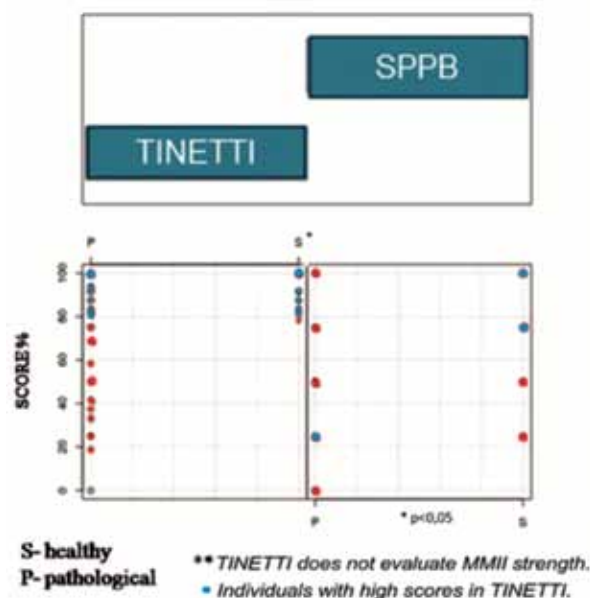 SPPB
TINETTI
P S *
SCORE%
100
80
60
40
20
0
P * p<0,05 S
S- healthy
P- pathological
** TINETTI does not evaluate MMII strength.
• Individuals with high scores in TINETTI.